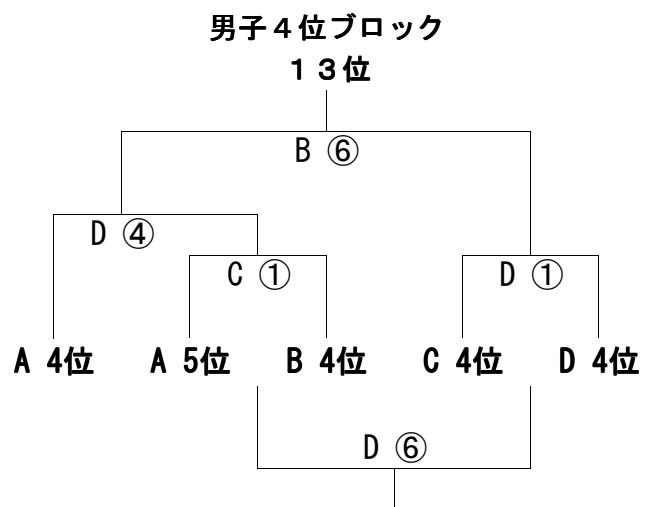 男子４位ブロック
１３位
B ⑥
D ④
C ①
D ①
A 4位
A 5位
B 4位
C 4位
D 4位
D ⑥